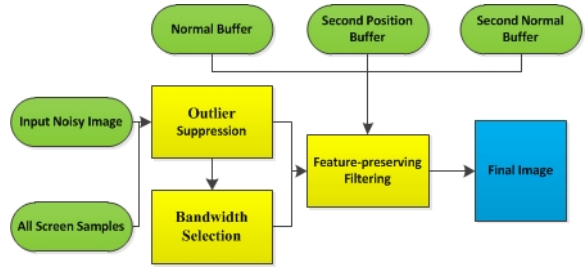 Normal Buffer
Second Position
Buffer
Second Normal
Buffer
Input Noisy Image
Outlier
Suppression
Feature-preserving
Filtering
Final Image
All Screen Samples
Bandwidth
Selection